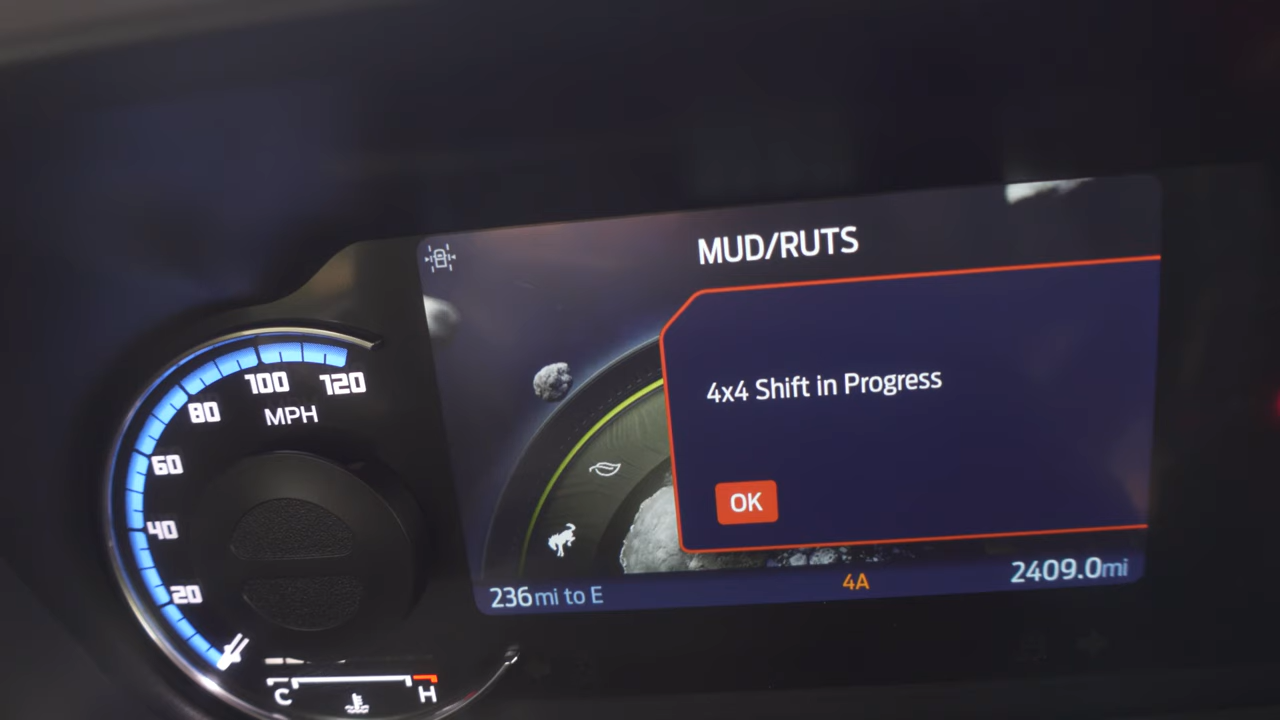 MUD/RUTS
4x4 Shift in Progress
OK
236 mi to E
4A
2409.0mi
120
100
80
MPH
60
40
20
C
H